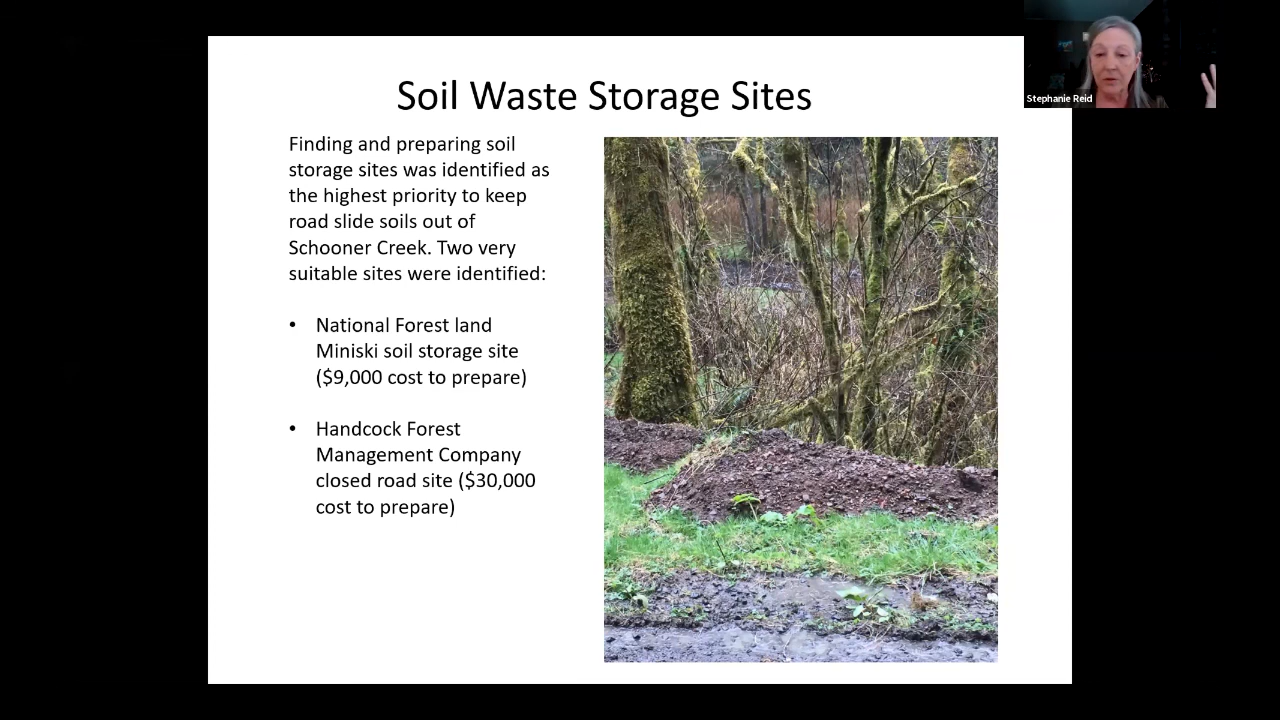 Soil Waste Storage Sites
Stephanie Reid
Finding and preparing soil
storage sites was identified as
the highest priority to keep
road slide soils out of
Schooner Creek. Two very
suitable sites were identified:
• National Forest land
Miniski soil storage site
($9,000 cost to prepare)
• Handcock Forest
Management Company
closed road site ($30,000
cost to prepare)